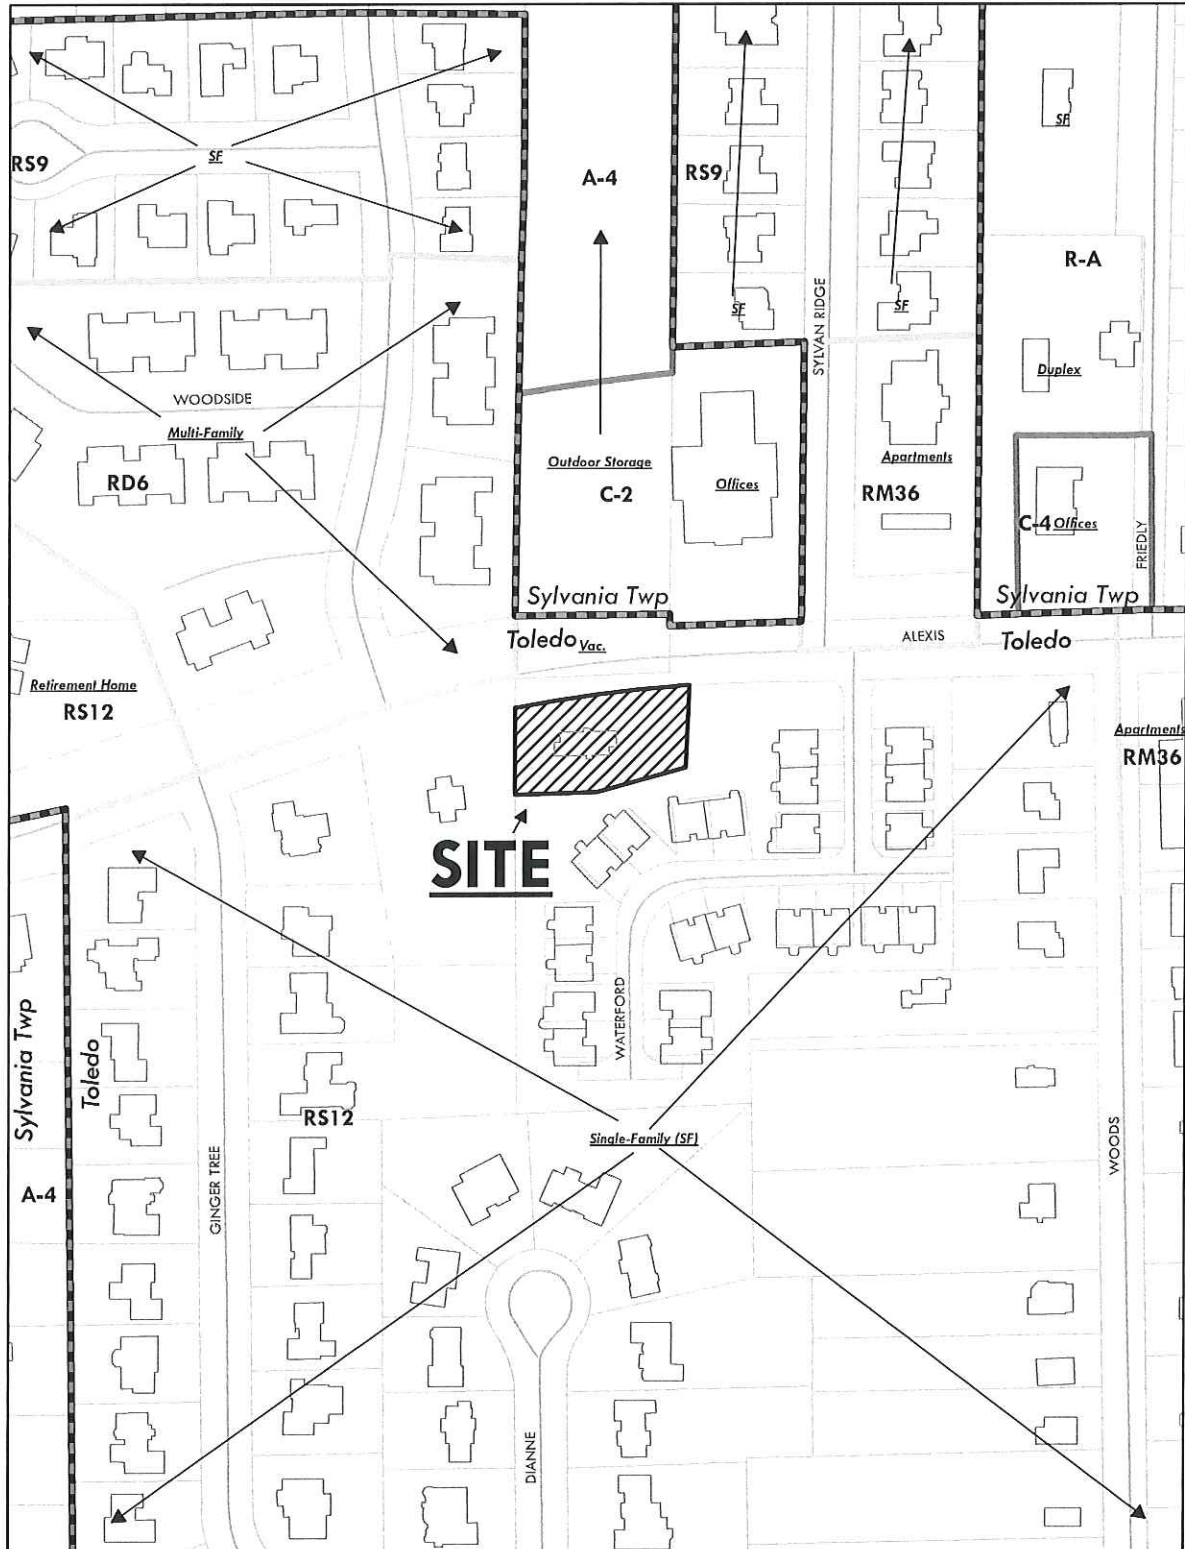 SF
RS9
A-4
RS9
SF
R-A
SYLVAN RIDGE
SF
SF
Duplex
WOODSIDE
Multi-Family
Outdoor Storage
Apartments
RD6
C-2
Offices
RM36
C-4 Offices
FRIEDLY
Sylvania Twp
Sylvania Twp
Toledo Vac.
ALEXIS
Toledo
Retirement Home
RS12
Apartments
RM36
SITE
WATERFORD
Sylvania Twp
Toledo
RS12
Single-Family (SF)
WOODS
A-4
GINGER TREE
DIANNE